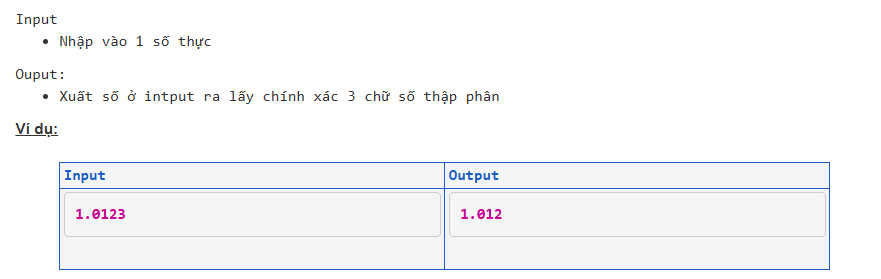 Input
• Nhập vào 1 số thực
Ouput:
• Xuất số ở intput ra lấy chính xác 3 chữ số thập phân
Ví dụ:
Input Output
1.0123 1.012